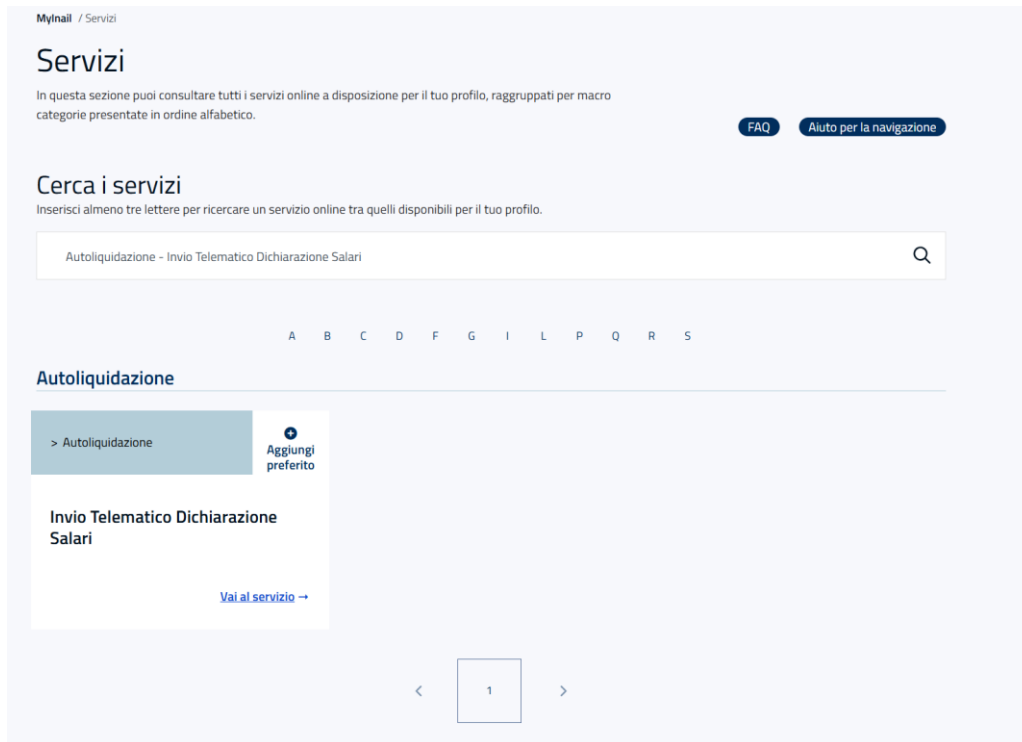 MyInail / Servizi
Servizi
In questa sezione puoi consultare tutti i servizi online a disposizione per il tuo profilo, raggruppati per macro
categorie presentate in ordine alfabetico.
FAQ Aiuto per la navigazione
Cerca i servizi
Inserisci almeno tre lettere per ricercare un servizio online tra quelli disponibili per il tuo profilo.
Autoliquidazione - Invio Telematico Dichiarazione Salari
A B C D F G I L P Q R S
Autoliquidazione
> Autoliquidazione
Aggiungi
preferito
Invio Telematico Dichiarazione
Salari
Vai al servizio →
< 1 >